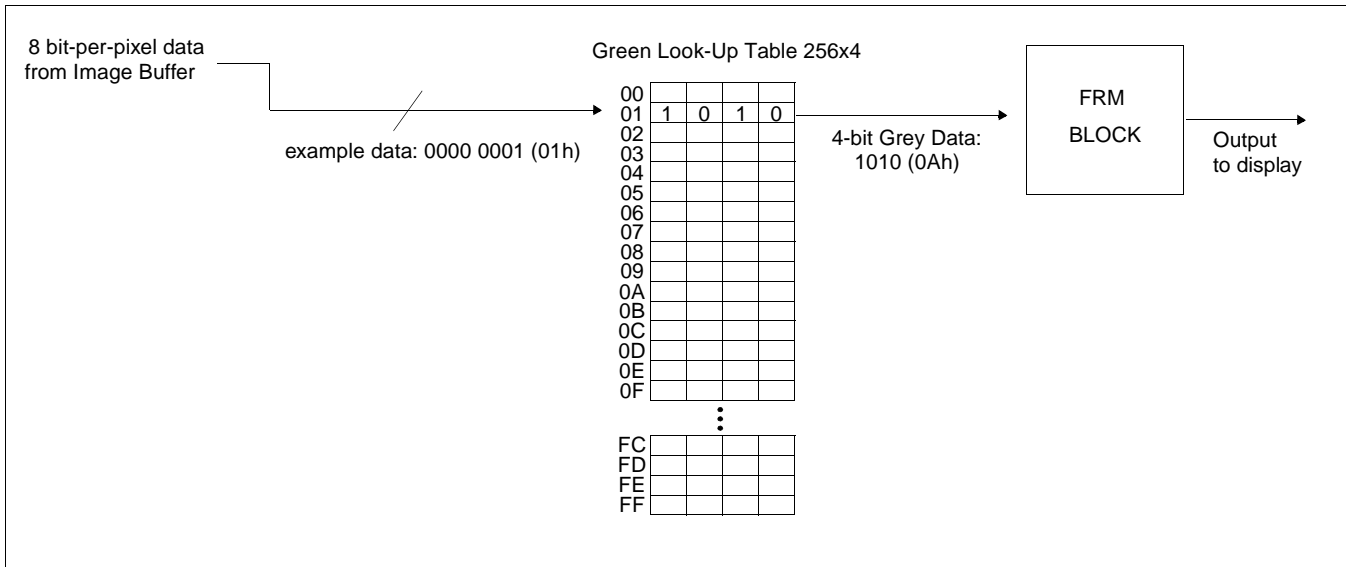 8 bit-per-pixel data
from Image Buffer
example data: 0000 0001 (01h)
Green Look-Up Table 256x4
00
01 1 0 1 0
02
03
04
05
06
07
08
09
0A
0B
0C
0D
0E
0F
FC
FD
FE
FF
4-bit Grey Data:
1010 (0Ah)
FRM
BLOCK
Output
to display